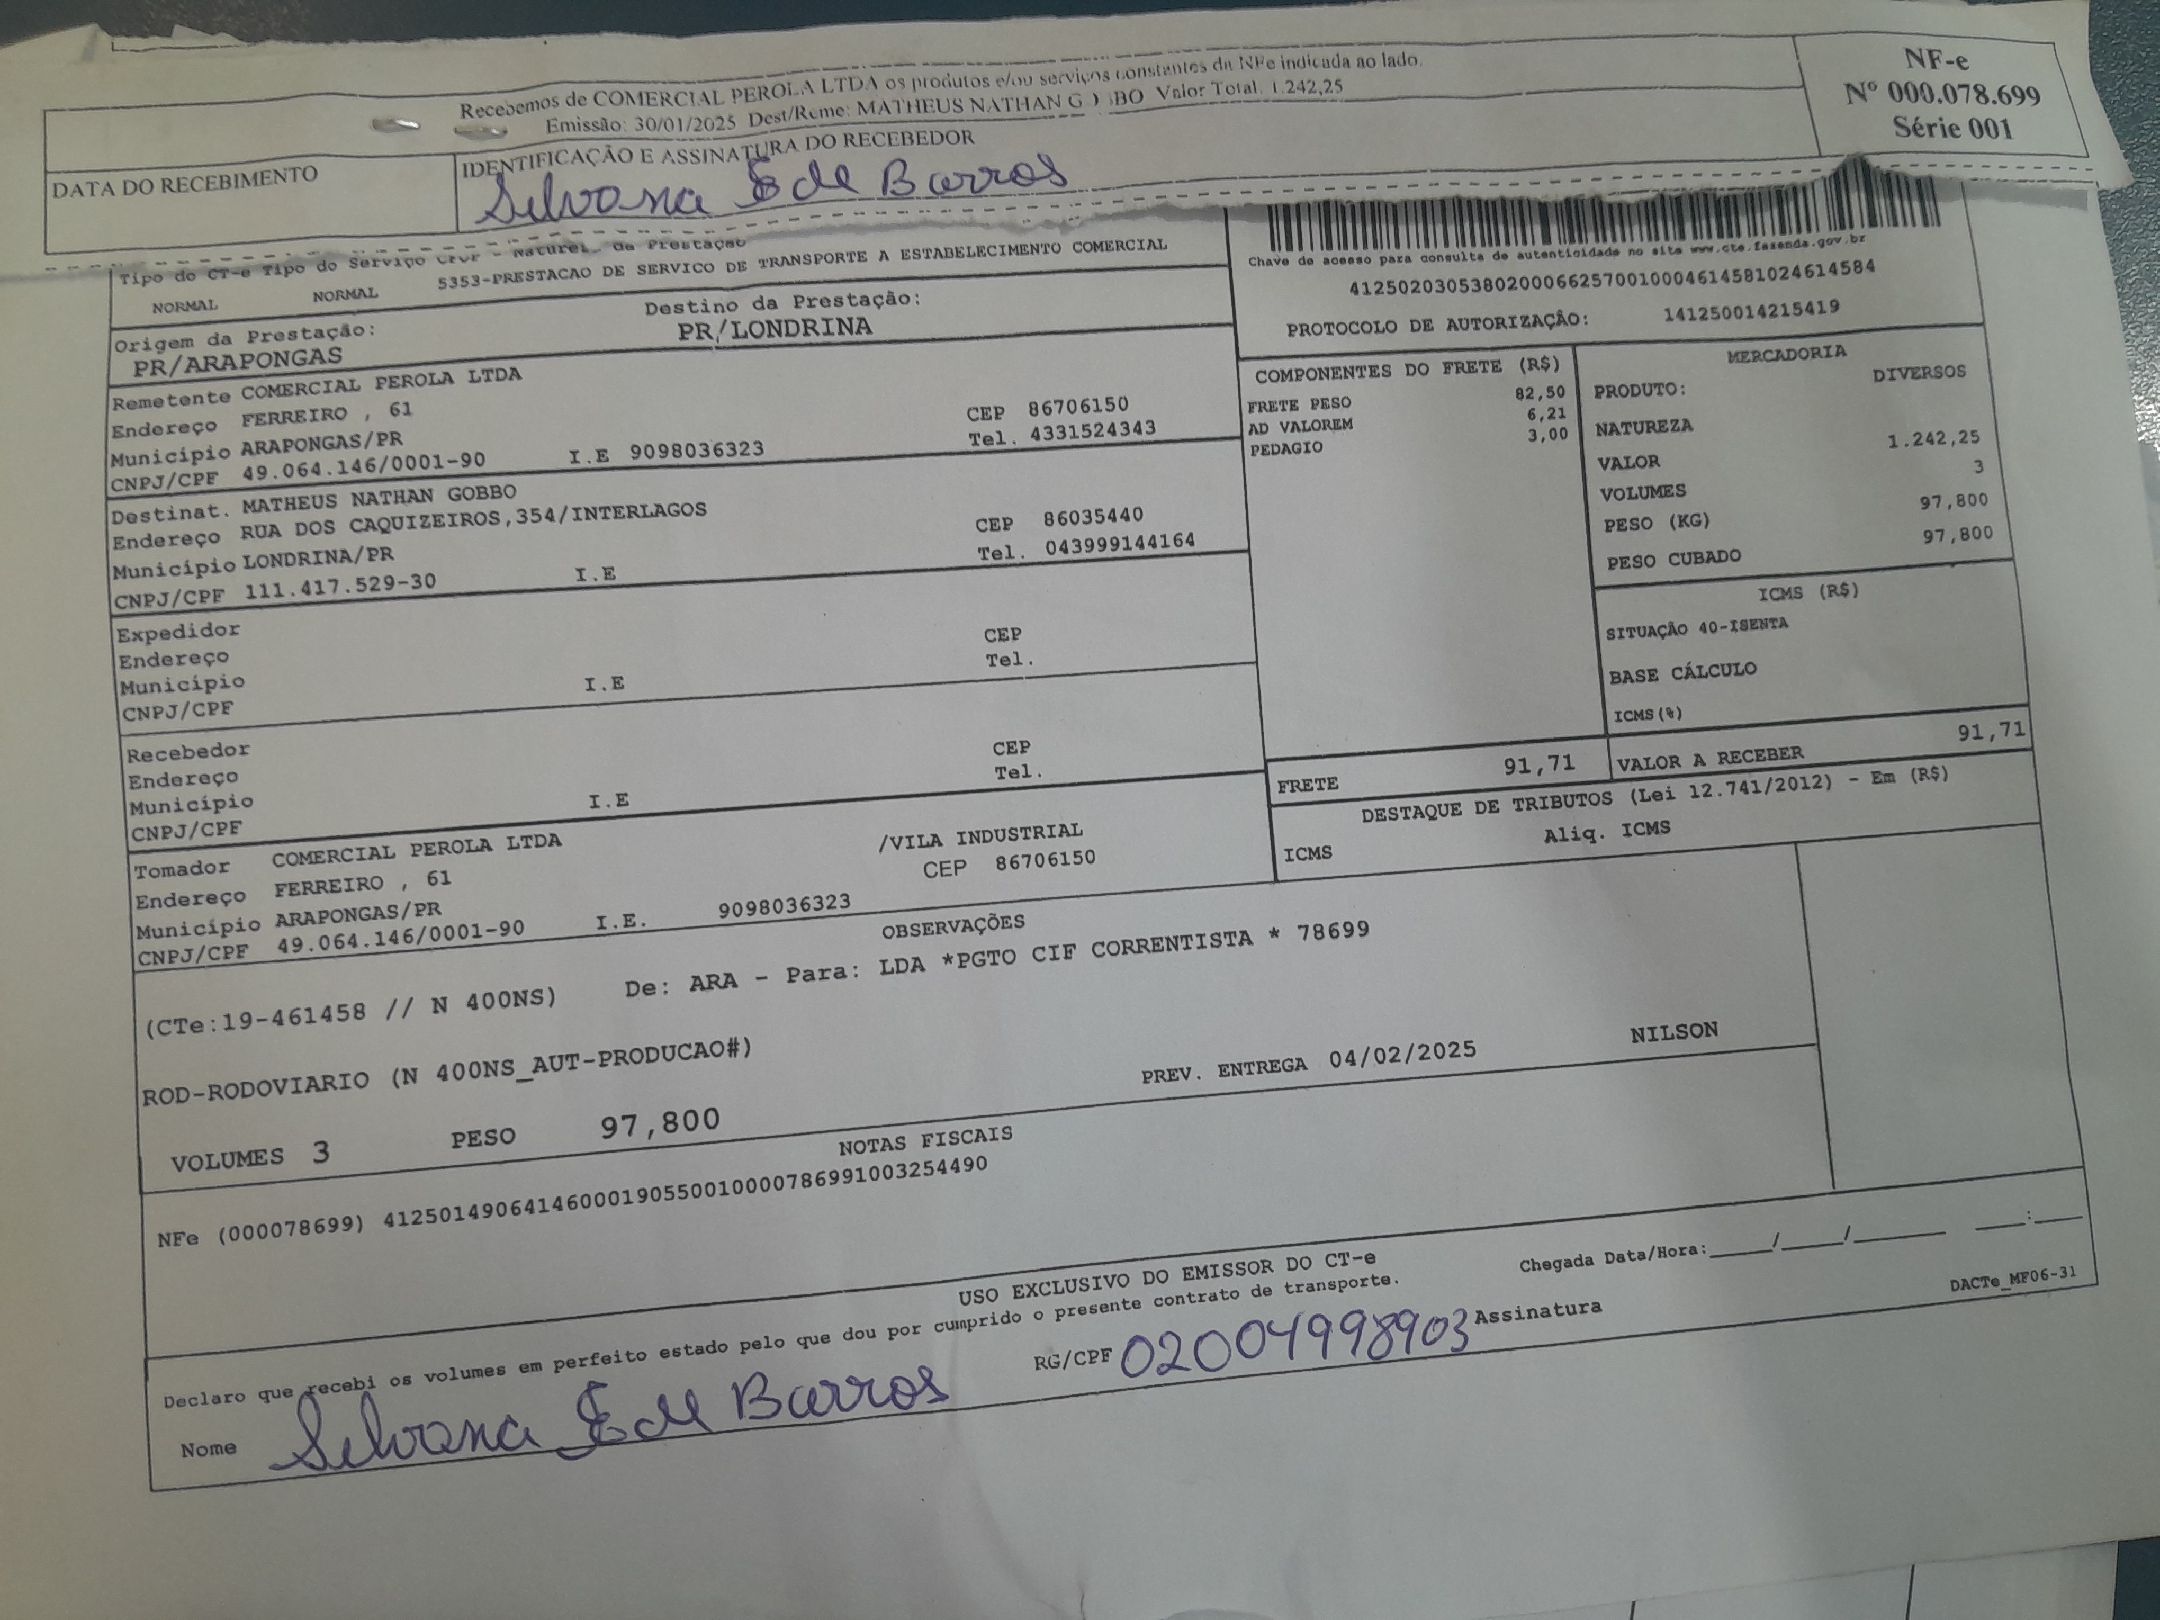 Recebemos de COMERCIAL PEROLA LTDA os produtos e/ou serviços constantes da NFe indicada ao lado.
Emissão: 30/01/2025 Dest/Reme: MATHEUS NATHAN GOBBO Valor Total: 1.242,25
NF-e
Nº 000.078.699
Série 001
DATA DO RECEBIMENTO
IDENTIFICAÇÃO E ASSINATURA DO RECEBEDOR
Silvana E de Barros
Tipo do CT-e Tipo do Serviço CFOP - Natureza da Prestação
NORMAL NORMAL 5353-PRESTACAO DE SERVICO DE TRANSPORTE A ESTABELECIMENTO COMERCIAL
Chave de acesso para consulta de autenticidade no site www.cte.fazenda.gov.br
41250203053802000662570010004614581024614584
PROTOCOLO DE AUTORIZAÇÃO: 141250014215419
Origem da Prestação: Destino da Prestação:
PR/ARAPONGAS PR/LONDRINA
Remetente COMERCIAL PEROLA LTDA
Endereço FERREIRO , 61 CEP 86706150
Município ARAPONGAS/PR Tel. 4331524343
CNPJ/CPF 49.064.146/0001-90 I.E 9098036323
Destinat. MATHEUS NATHAN GOBBO
Endereço RUA DOS CAQUIZEIROS,354/INTERLAGOS CEP 86035440
Município LONDRINA/PR Tel. 043999144164
CNPJ/CPF 111.417.529-30 I.E
Expedidor
Endereço CEP
Município Tel.
CNPJ/CPF I.E
Recebedor
Endereço CEP
Município Tel.
CNPJ/CPF I.E
Tomador COMERCIAL PEROLA LTDA
Endereço FERREIRO , 61 /VILA INDUSTRIAL
Município ARAPONGAS/PR CEP 86706150
CNPJ/CPF 49.064.146/0001-90 I.E. 9098036323
COMPONENTES DO FRETE (R$)
FRETE PESO 82,50
AD VALOREM 6,21
PEDAGIO 3,00
MERCADORIA
PRODUTO: DIVERSOS
NATUREZA
VALOR 1.242,25
VOLUMES 3
PESO (KG) 97,800
PESO CUBADO 97,800
ICMS (R$)
SITUAÇÃO 40-ISENTA
BASE CÁLCULO
ICMS(%)
FRETE 91,71 VALOR A RECEBER 91,71
DESTAQUE DE TRIBUTOS (Lei 12.741/2012) - Em (R$)
ICMS Aliq. ICMS
OBSERVAÇÕES
(CTe:19-461458 // N 400NS) De: ARA - Para: LDA *PGTO CIF CORRENTISTA * 78699
ROD-RODOVIARIO (N 400NS_AUT-PRODUCAO#)
PREV. ENTREGA 04/02/2025 NILSON
VOLUMES 3 PESO 97,800
NOTAS FISCAIS
NFe (000078699) 41250149064146000190550010000786991003254490
USO EXCLUSIVO DO EMISSOR DO CT-e
Declaro que recebi os volumes em perfeito estado pelo que dou por cumprido o presente contrato de transporte.
Chegada Data/Hora:____/____/______ ___:___
Nome Silvana E de Barros RG/CPF 02004998903 Assinatura
DACTe_MF06-31